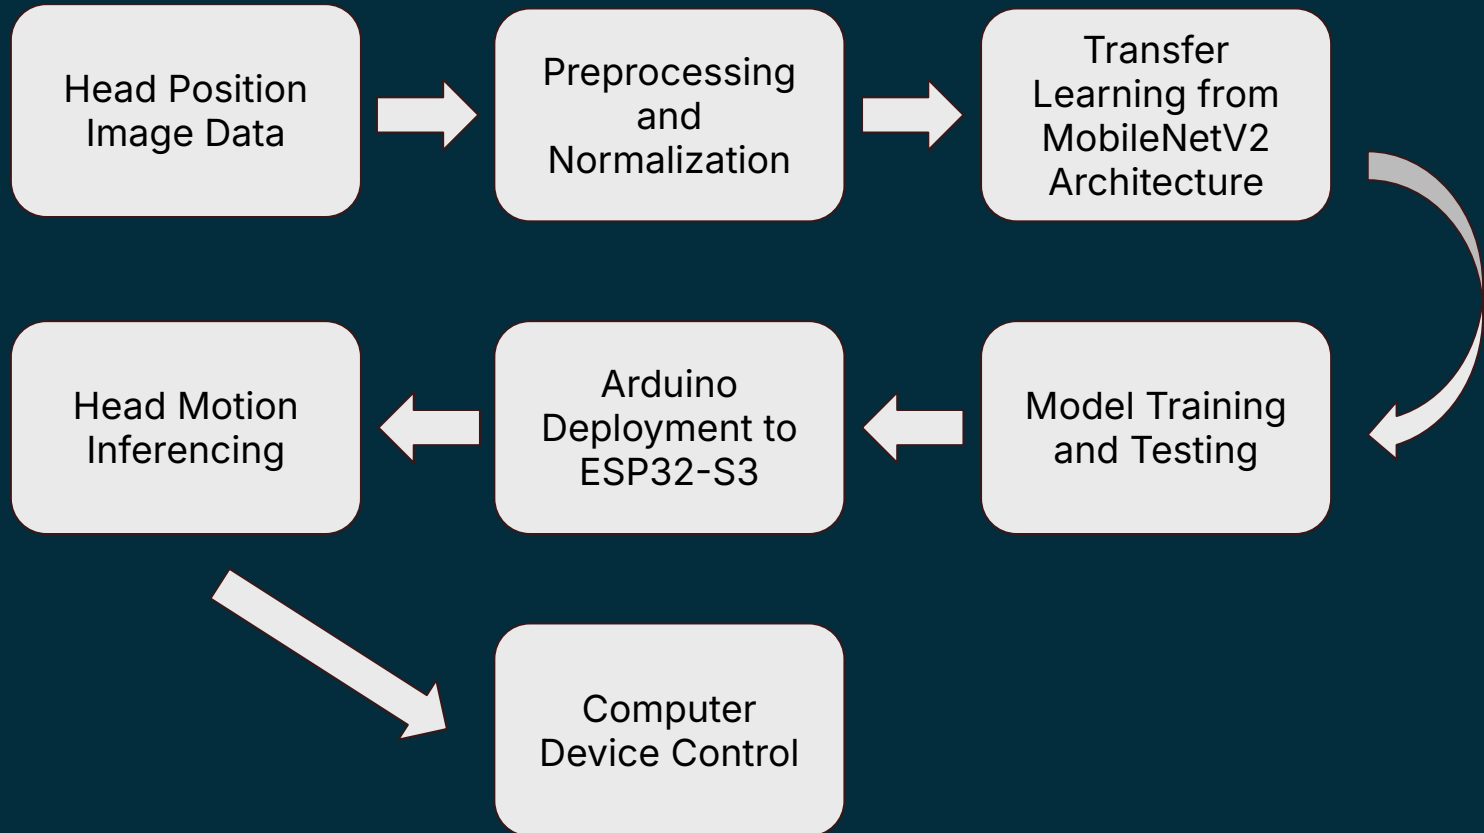 Head Position
Image Data
Preprocessing
and
Normalization
Transfer
Learning from
MobileNetV2
Architecture
Model Training
and Testing
Arduino
Deployment to
ESP32-S3
Head Motion
Inferencing
Computer
Device Control